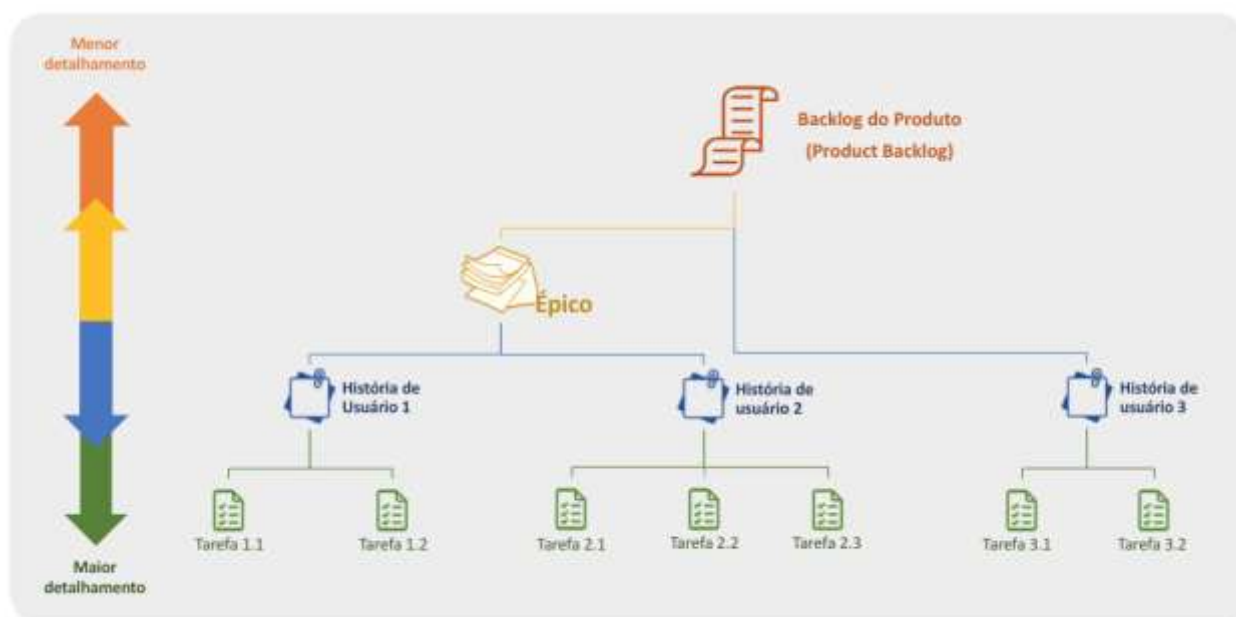 Menor
detalhamento
Backlog do Produto
(Product Backlog)
Épico
História de
Usuário 1
História de
usuário 2
História de
usuário 3
Tarefa 1.1
Tarefa 1.2
Tarefa 2.1
Tarefa 2.2
Tarefa 2.3
Tarefa 3.1
Tarefa 3.2
Maior
detalhamento